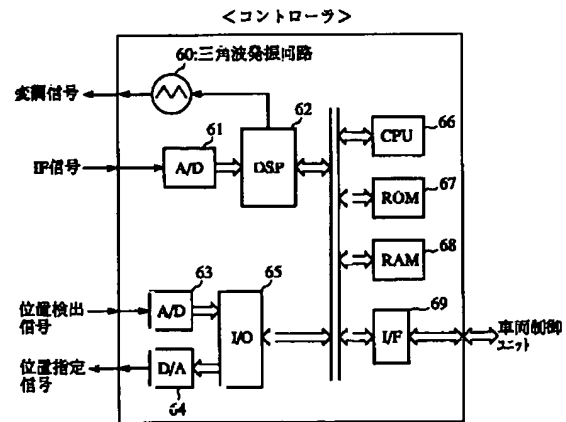 <コントローラ>
60:三角波発振回路
変調信号
61
62
66
A/D
DSP
CPU
IF信号
67
ROM
68
RAM
63
65
69
位置検出
信号
A/D
I/O
I/F
車両制御
ユニット
位置指定
信号
D/A
64